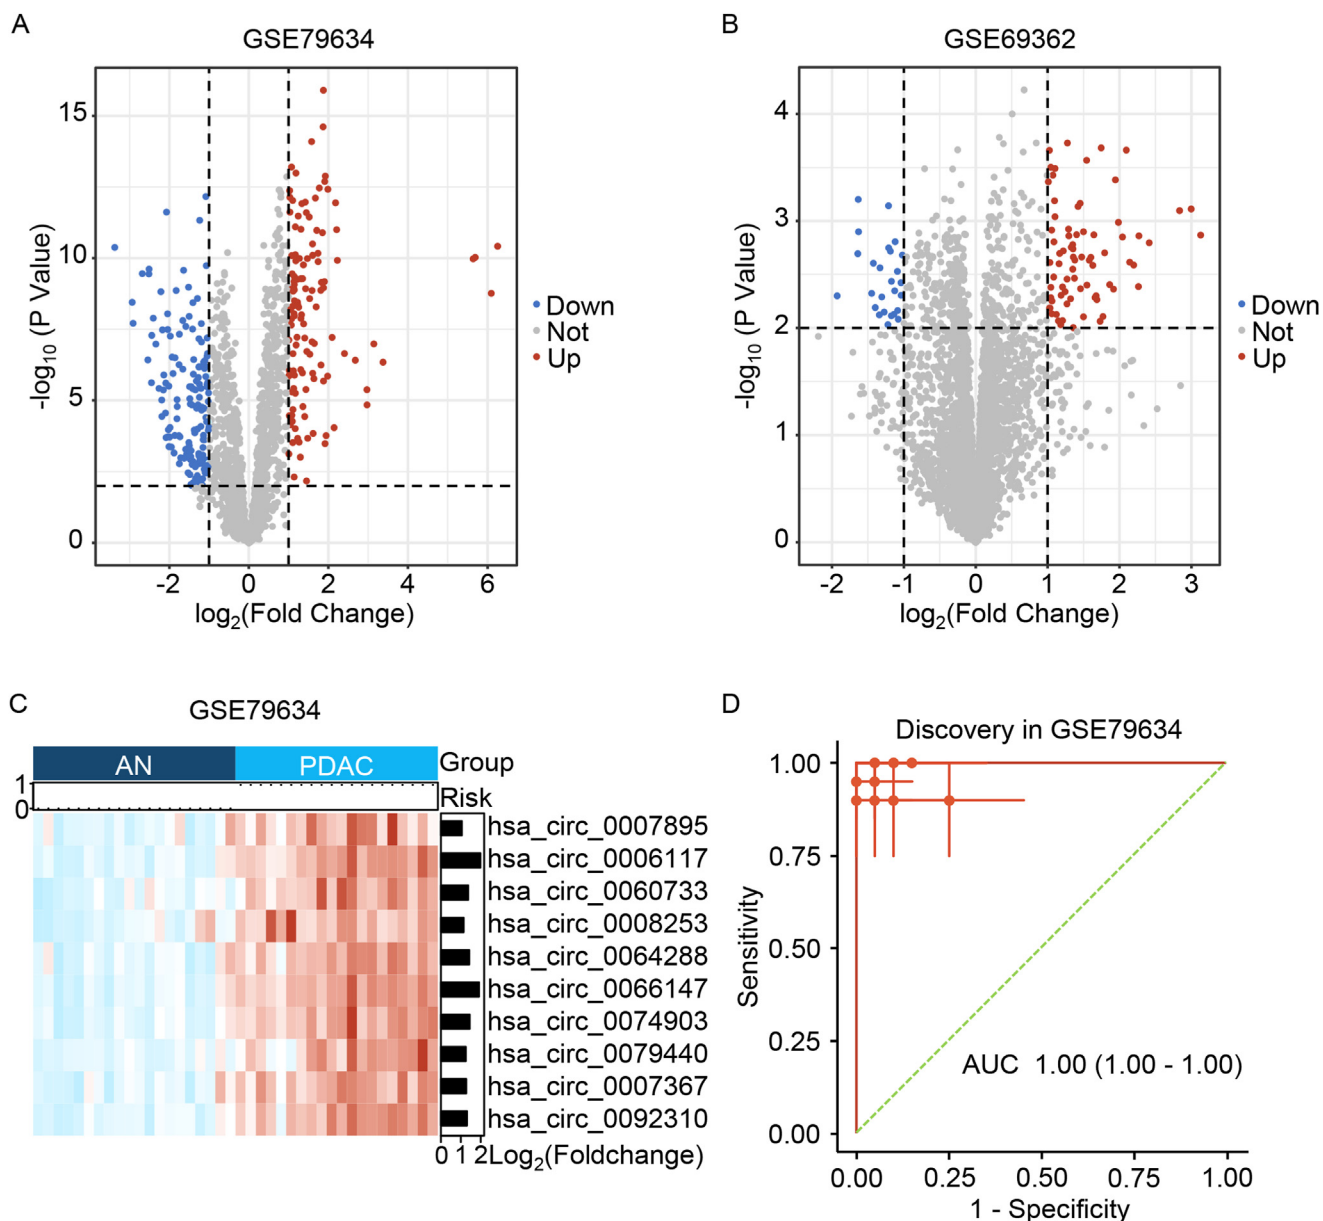 A
GSE79634
15
10
5
0
-log10 (P Value)
-2 0 2 4 6
log2(Fold Change)
Down
Not
Up
B
GSE69362
4
3
2
1
0
-log10 (P Value)
-2 -1 0 1 2 3
log2(Fold Change)
Down
Not
Up
C
GSE79634
AN PDAC Group
1
0
Risk
hsa_circ_0007895
hsa_circ_0006117
hsa_circ_0060733
hsa_circ_0008253
hsa_circ_0064288
hsa_circ_0066147
hsa_circ_0074903
hsa_circ_0079440
hsa_circ_0007367
hsa_circ_0092310
0 1 2 Log2(Foldchange)
D
Discovery in GSE79634
1.00
0.75
0.50
0.25
0.00
Sensitivity
AUC 1.00 (1.00 - 1.00)
0.00 0.25 0.50 0.75 1.00
1 - Specificity